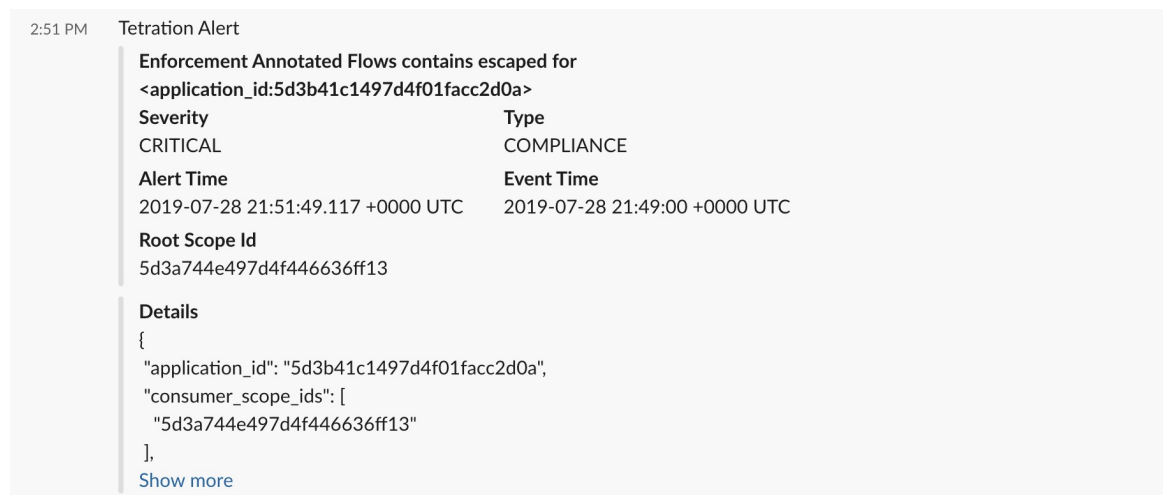 2:51 PM Tetration Alert
Enforcement Annotated Flows contains escaped for
<application_id:5d3b41c1497d4f01facc2d0a>
Severity Type
CRITICAL COMPLIANCE
Alert Time Event Time
2019-07-28 21:51:49.117 +0000 UTC 2019-07-28 21:49:00 +0000 UTC
Root Scope Id
5d3a744e497d4f446636ff13
Details
{
"application_id": "5d3b41c1497d4f01facc2d0a",
"consumer_scope_ids": [
"5d3a744e497d4f446636ff13"
],
Show more